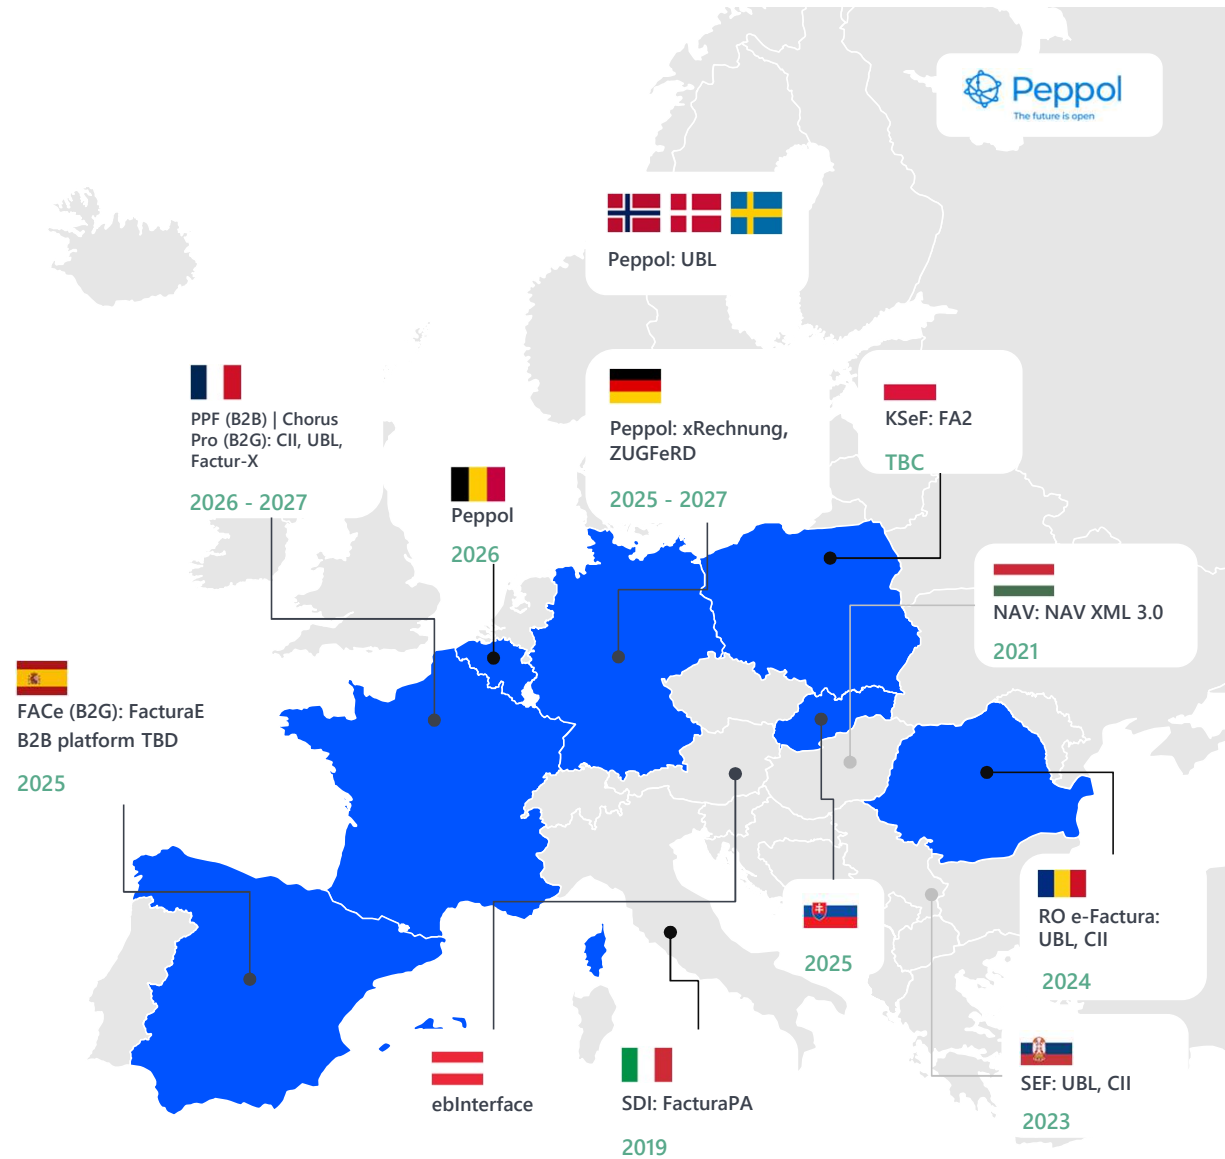 Peppol
The future is open
Peppol: UBL
PPF (B2B) | Chorus
Pro (B2G): CII, UBL,
Factur-X
2026 - 2027
Peppol
2026
Peppol: xRechnung,
ZUGFeRD
2025 - 2027
KSeF: FA2
TBC
NAV: NAV XML 3.0
2021
FACe (B2G): FacturaE
B2B platform TBD
2025
2025
RO e-Factura:
UBL, CII
2024
ebInterface
SDI: FacturaPA
2019
SEF: UBL, CII
2023